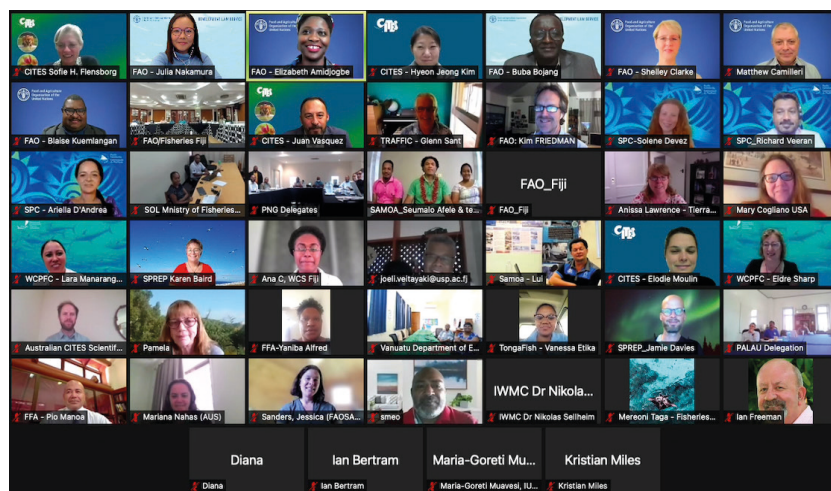 CITES
CITES Sofie H. Flensborg
FAO - Julia Nakamura
FAO - Elizabeth Amidjogbe
CITES
CITES - Hyeon Jeong Kim
FAO - Buba Bojang
FAO - Shelley Clarke
Matthew Camilleri
FAO - Blaise Kuemlangan
FAO/Fisheries Fiji
CITES
CITES - Juan Vasquez
TRAFFIC - Glenn Sant
FAO: Kim FRIEDMAN
SPC-Solene Devez
SPC_Richard Veeran
SPC - Ariella D'Andrea
SOL Mnistry of Fisheries...
PNG Delegates
SAMOA_Seumalo Afele & te...
FAO_Fiji
FAO_Fiji
Anissa Lawrence - Tierra...
Mary Cogliano USA
WCPFC - Lara Manarang...
SPREP Karen Baird
Ana C, WCS Fiji
joeli.veitayaki@usp.ac.fj
Samoa - Lui
CITES
CITES - Elodie Moulin
WCPFC - Eidre Sharp
Australian CITES Scientif...
Pamela
FFA-Yaniba Alfred
Vanuatu Department of E...
TongaFish - Vanessa Etika
SPREP_Jamie Davies
PALAU Delegation
FFA - Pio Manoa
Mariana Nahas (AUS)
Sanders, Jessica (FAOSA...
smeo
IWMC Dr Nikola...
IWMC Dr Nikolas Sellheim
Mereoni Taga - Fisheries...
Ian Freeman
Diana
Diana
Ian Bertram
Ian Bertram
Maria-Goreti Mu...
Maria-Goreti Muavesi, IU...
Kristian Miles
Kristian Miles